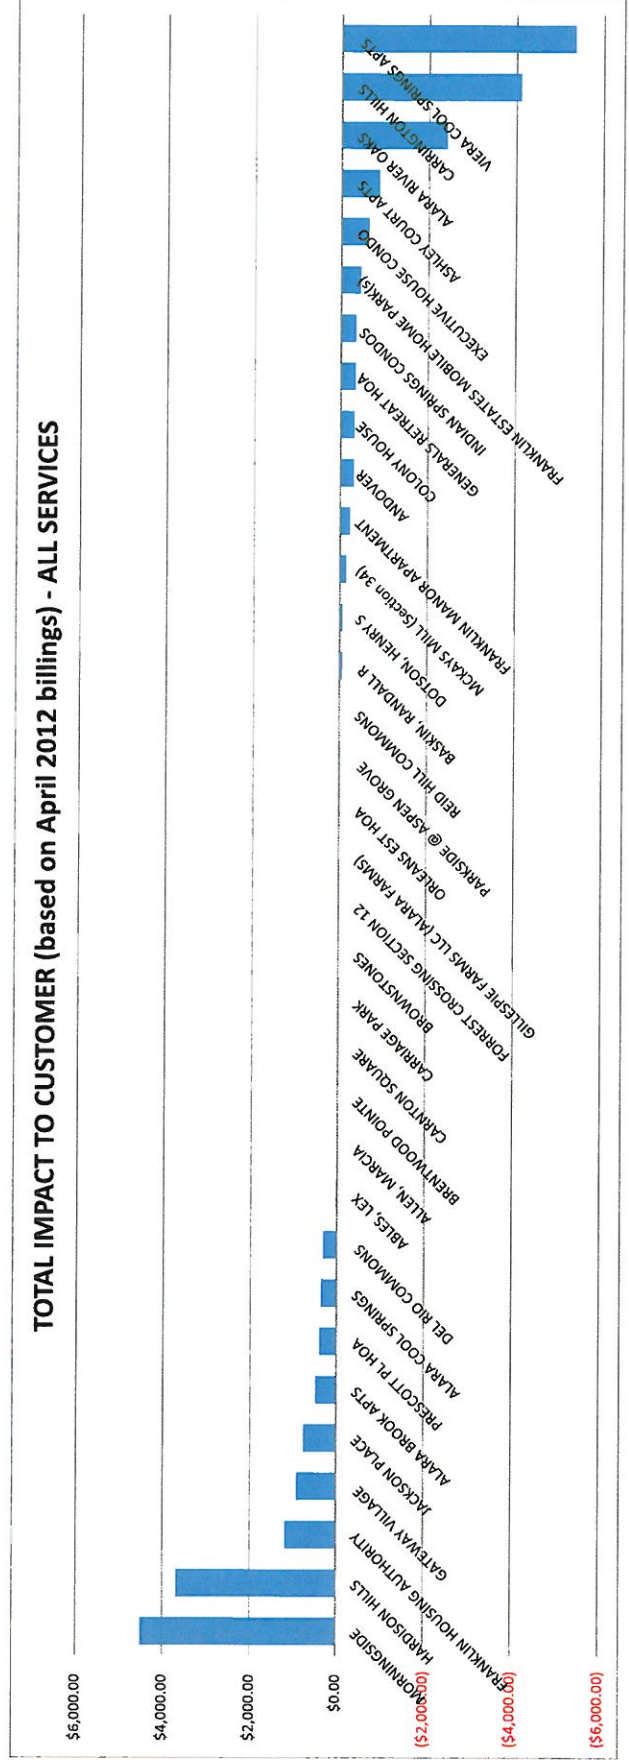 TOTAL IMPACT TO CUSTOMER (based on April 2012 billings) - ALL SERVICES
$6,000.00
$4,000.00
$2,000.00
$0.00
($2,000.00)
($4,000.00)
($6,000.00)
MORNINGSIDE
HARDISON HILLS
FRANKLIN HOUSING AUTHORITY
GATEWAY VILLAGE
JACKSON PLACE
ALARA BROOK APTS
PRESCOTT PL HOA
ALARA COOL SPRINGS
DEL RIO COMMONS
ABLES, LEX
ALLEN, MARCIA
BRENTWOOD POINTE
CARNTON SQUARE
CARRIAGE PARK
BROWNSTONES
FORREST CROSSING SECTION 12
GILLESPIE FARMS LLC (ALARA FARMS)
ORLEANS EST HOA
PARKSIDE @ ASPEN GROVE
REID HILL COMMONS
BASKIN, RANDALL R
DOTSON, HENRY S
MCKAYS MILL (Section 34)
FRANKLIN MANOR APARTMENT
ANDOVER
COLONY HOUSE
GENERALS RETREAT HOA
INDIAN SPRINGS CONDOS
FRANKLIN ESTATES MOBILE HOME PARK(s)
EXECUTIVE HOUSE CONDO
ASHLEY COURT APTS
ALARA RIVER OAKS
CARRINGTON HILLS
VIERA COOL SPRINGS APTS